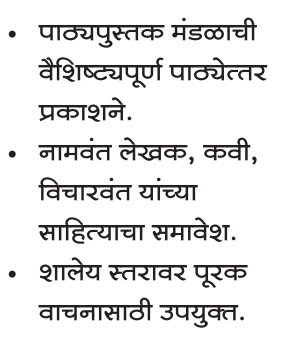 • पाठ्यपुस्तक मंडळाची
वैशिष्ट्यपूर्ण पाठ्येत्तर
प्रकाशने.
• नामवंत लेखक, कवी,
विचारवंत यांच्या
साहित्याचा समावेश.
• शालेय स्तरावर पूरक
वाचनासाठी उपयुक्त.